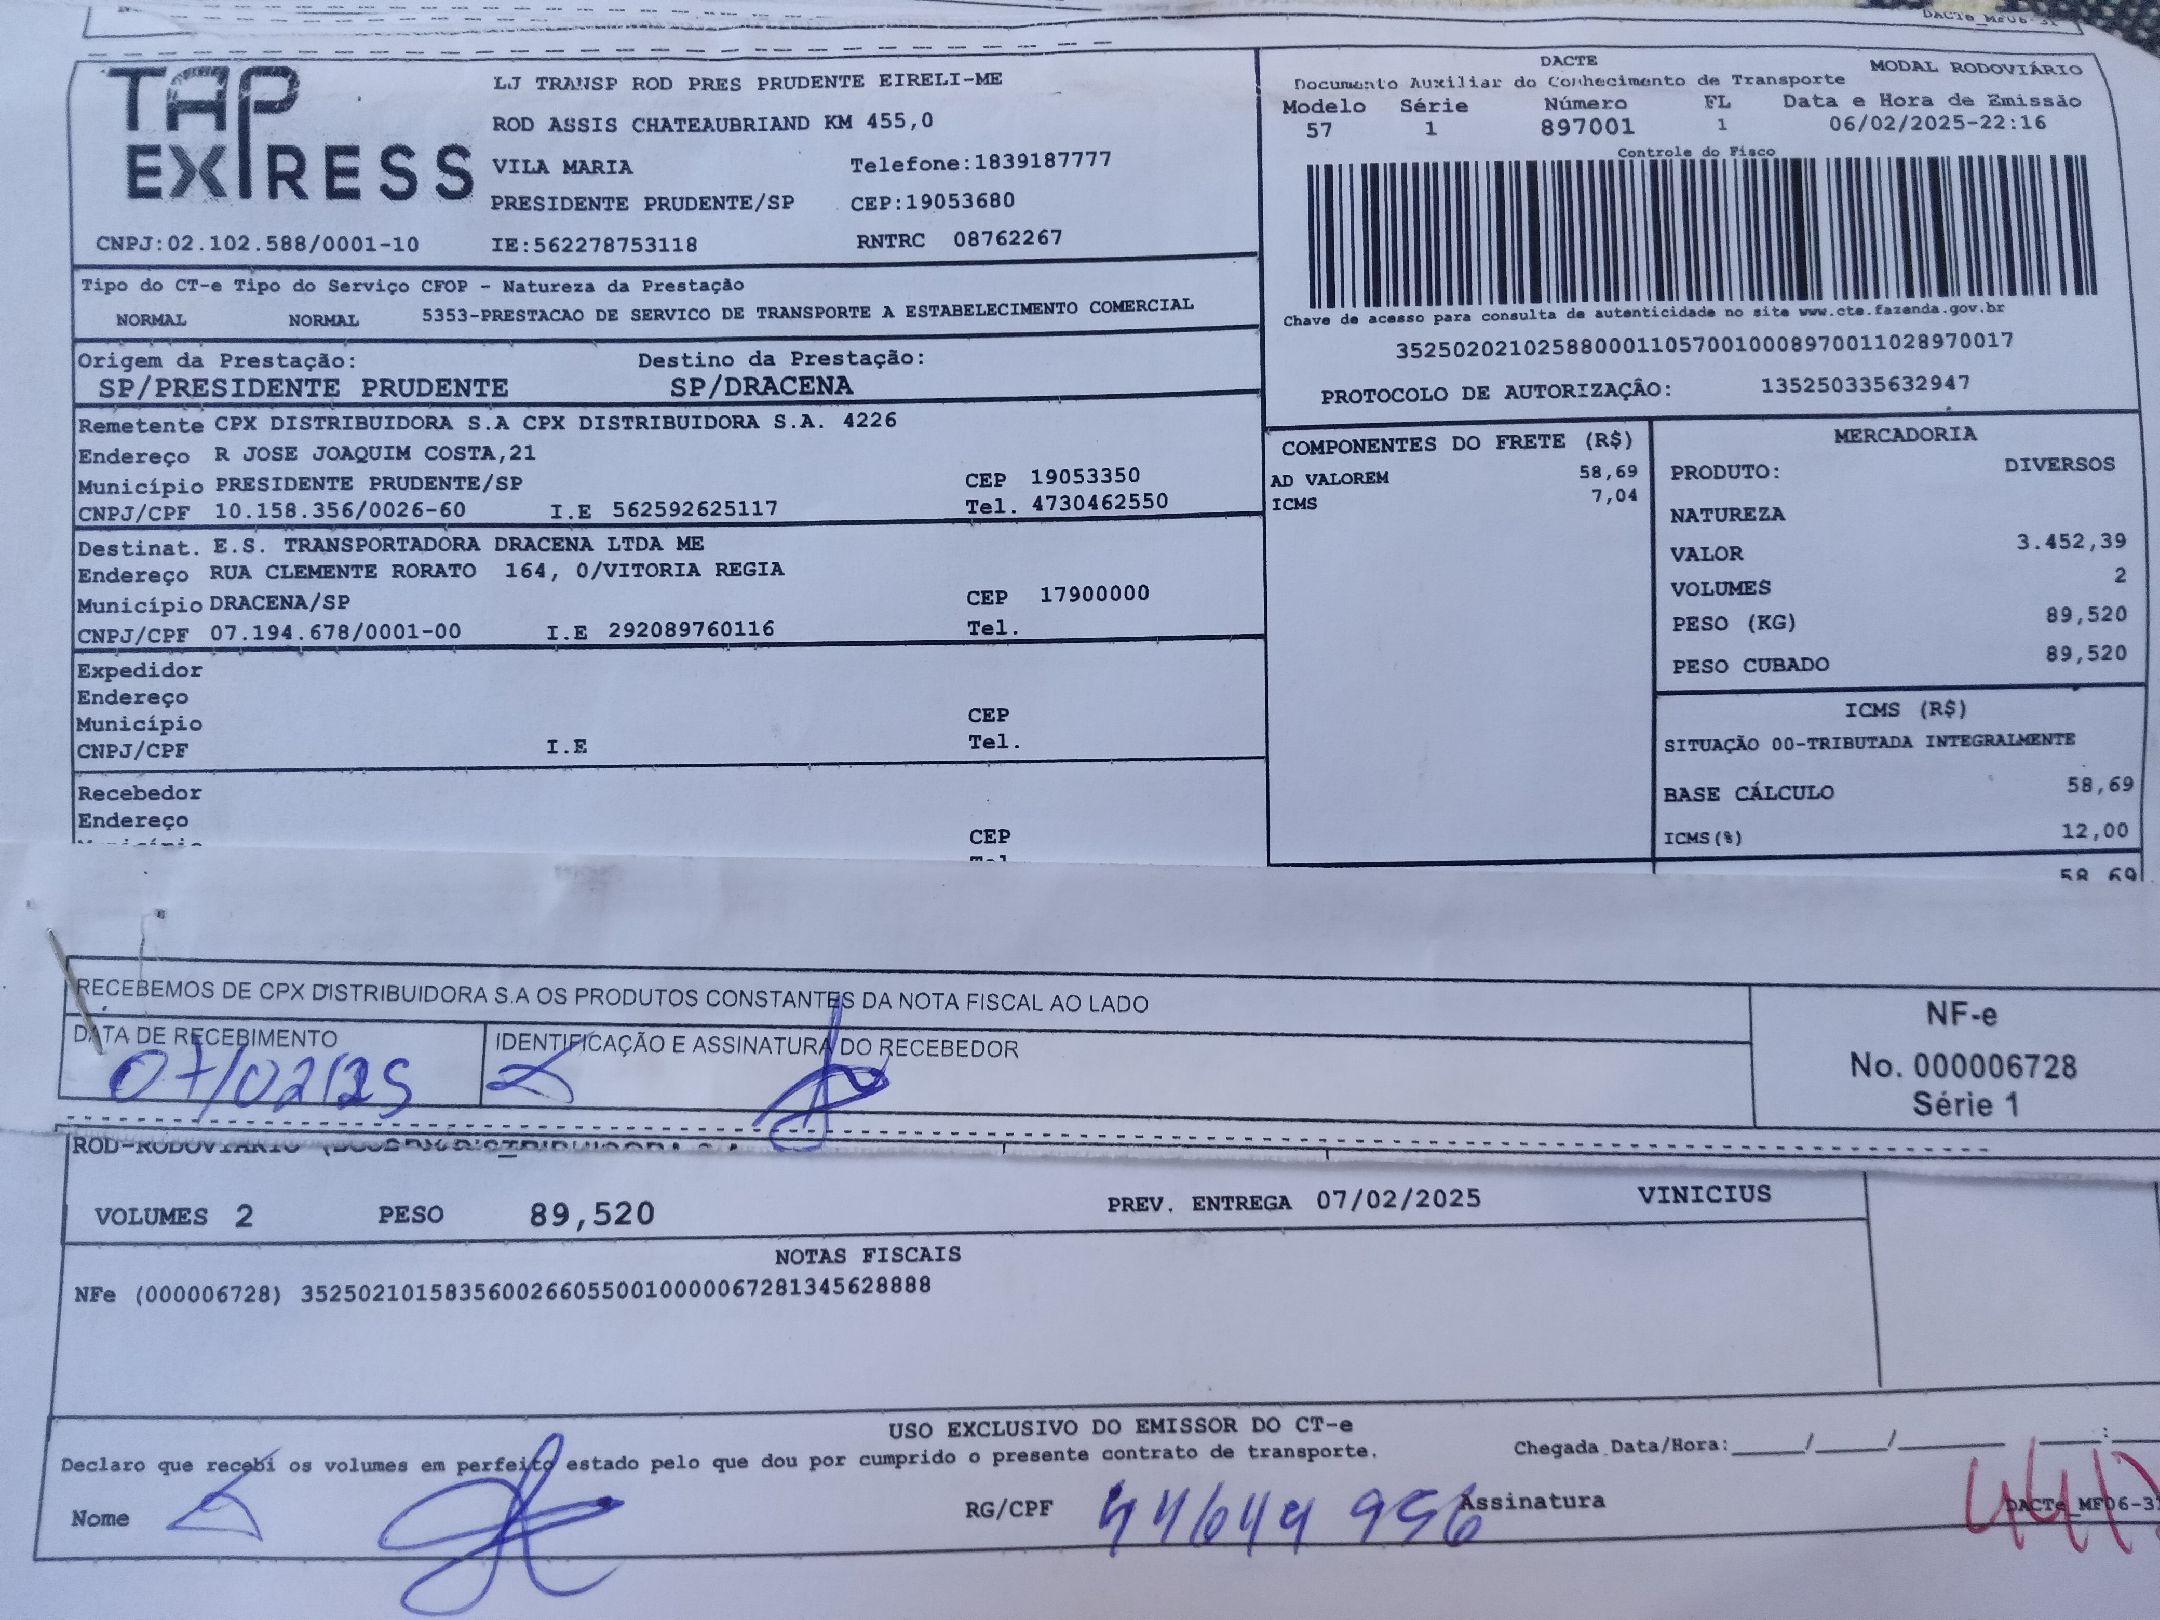 DACTe_MF06-31
TAP EXPRESS
LJ TRANSP ROD PRES PRUDENTE EIRELI-ME
ROD ASSIS CHATEAUBRIAND KM 455,0
VILA MARIA Telefone:1839187777
PRESIDENTE PRUDENTE/SP CEP:19053680
CNPJ:02.102.588/0001-10 IE:562278753118 RNTRC 08762267
DACTE MODAL RODOVIÁRIO
Documento Auxiliar do Conhecimento de Transporte
Modelo Série Número FL Data e Hora de Emissão
57 1 897001 1 06/02/2025-22:16
Controle do Fisco
Chave de acesso para consulta de autenticidade no site www.cte.fazenda.gov.br
35250202102588000110570010008970011028970017
PROTOCOLO DE AUTORIZAÇÂO: 135250335632947
Tipo do CT-e Tipo do Serviço CFOP - Natureza da Prestação
NORMAL NORMAL 5353-PRESTACAO DE SERVICO DE TRANSPORTE A ESTABELECIMENTO COMERCIAL
Origem da Prestação: Destino da Prestação:
SP/PRESIDENTE PRUDENTE SP/DRACENA
Remetente CPX DISTRIBUIDORA S.A CPX DISTRIBUIDORA S.A. 4226
Endereço R JOSE JOAQUIM COSTA,21
Município PRESIDENTE PRUDENTE/SP CEP 19053350
CNPJ/CPF 10.158.356/0026-60 I.E 562592625117 Tel. 4730462550
Destinat. E.S. TRANSPORTADORA DRACENA LTDA ME
Endereço RUA CLEMENTE RORATO 164, 0/VITORIA REGIA
Município DRACENA/SP CEP 17900000
CNPJ/CPF 07.194.678/0001-00 I.E 292089760116 Tel.
Expedidor
Endereço
Município CEP
CNPJ/CPF I.E Tel.
Recebedor
Endereço
Município CEP
Tel
COMPONENTES DO FRETE (R$)
AD VALOREM 58,69
ICMS 7,04
MERCADORIA
PRODUTO: DIVERSOS
NATUREZA
VALOR 3.452,39
VOLUMES 2
PESO (KG) 89,520
PESO CUBADO 89,520
ICMS (R$)
SITUAÇÃO 00-TRIBUTADA INTEGRALMENTE
BASE CÁLCULO 58,69
ICMS(%) 12,00
58,69
RECEBEMOS DE CPX DISTRIBUIDORA S.A OS PRODUTOS CONSTANTES DA NOTA FISCAL AO LADO
DATA DE RECEBIMENTO IDENTIFICAÇÃO E ASSINATURA DO RECEBEDOR
07/02/25
NF-e
No. 000006728
Série 1
ROD-RODOVIARIO
VOLUMES 2 PESO 89,520 PREV. ENTREGA 07/02/2025 VINICIUS
NOTAS FISCAIS
NFe (000006728) 35250210158356002660550010000067281345628888
USO EXCLUSIVO DO EMISSOR DO CT-e
Declaro que recebi os volumes em perfeito estado pelo que dou por cumprido o presente contrato de transporte. Chegada Data/Hora:____/____/______ ____:
Nome RG/CPF 44649996 Assinatura DACTe_MF06-31